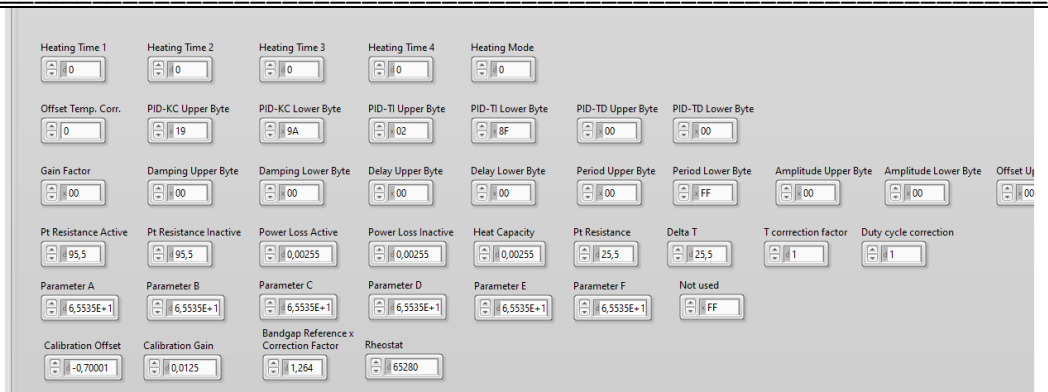 Heating Time 1 Heating Time 2 Heating Time 3 Heating Time 4 Heating Mode
d 0 d 0 d 0 d 0 d 0
Offset Temp. Corr. PID-KC Upper Byte PID-KC Lower Byte PID-TI Upper Byte PID-TI Lower Byte PID-TD Upper Byte PID-TD Lower Byte
0 x 19 x 9A x 02 x 8F x 00 x 00
Gain Factor Damping Upper Byte Damping Lower Byte Delay Upper Byte Delay Lower Byte Period Upper Byte Period Lower Byte Amplitude Upper Byte Amplitude Lower Byte Offset Up
x 00 x 00 x 00 x 00 x 00 x 00 x FF x 00 x 00 x 00
Pt Resistance Active Pt Resistance Inactive Power Loss Active Power Loss Inactive Heat Capacity Pt Resistance Delta T T corrrection factor Duty cycle correction
d 95,5 d 95,5 d 0,00255 d 0,00255 d 0,00255 d 25,5 d 25,5 d 1 d 1
Parameter A Parameter B Parameter C Parameter D Parameter E Parameter F Not used
d 6,5535E+1 d 6,5535E+1 d 6,5535E+1 d 6,5535E+1 d 6,5535E+1 d 6,5535E+1 x FF
Bandgap Reference x
Calibration Offset Calibration Gain Correction Factor Rheostat
d -0,70001 d 0,0125 d 1,264 d 65280